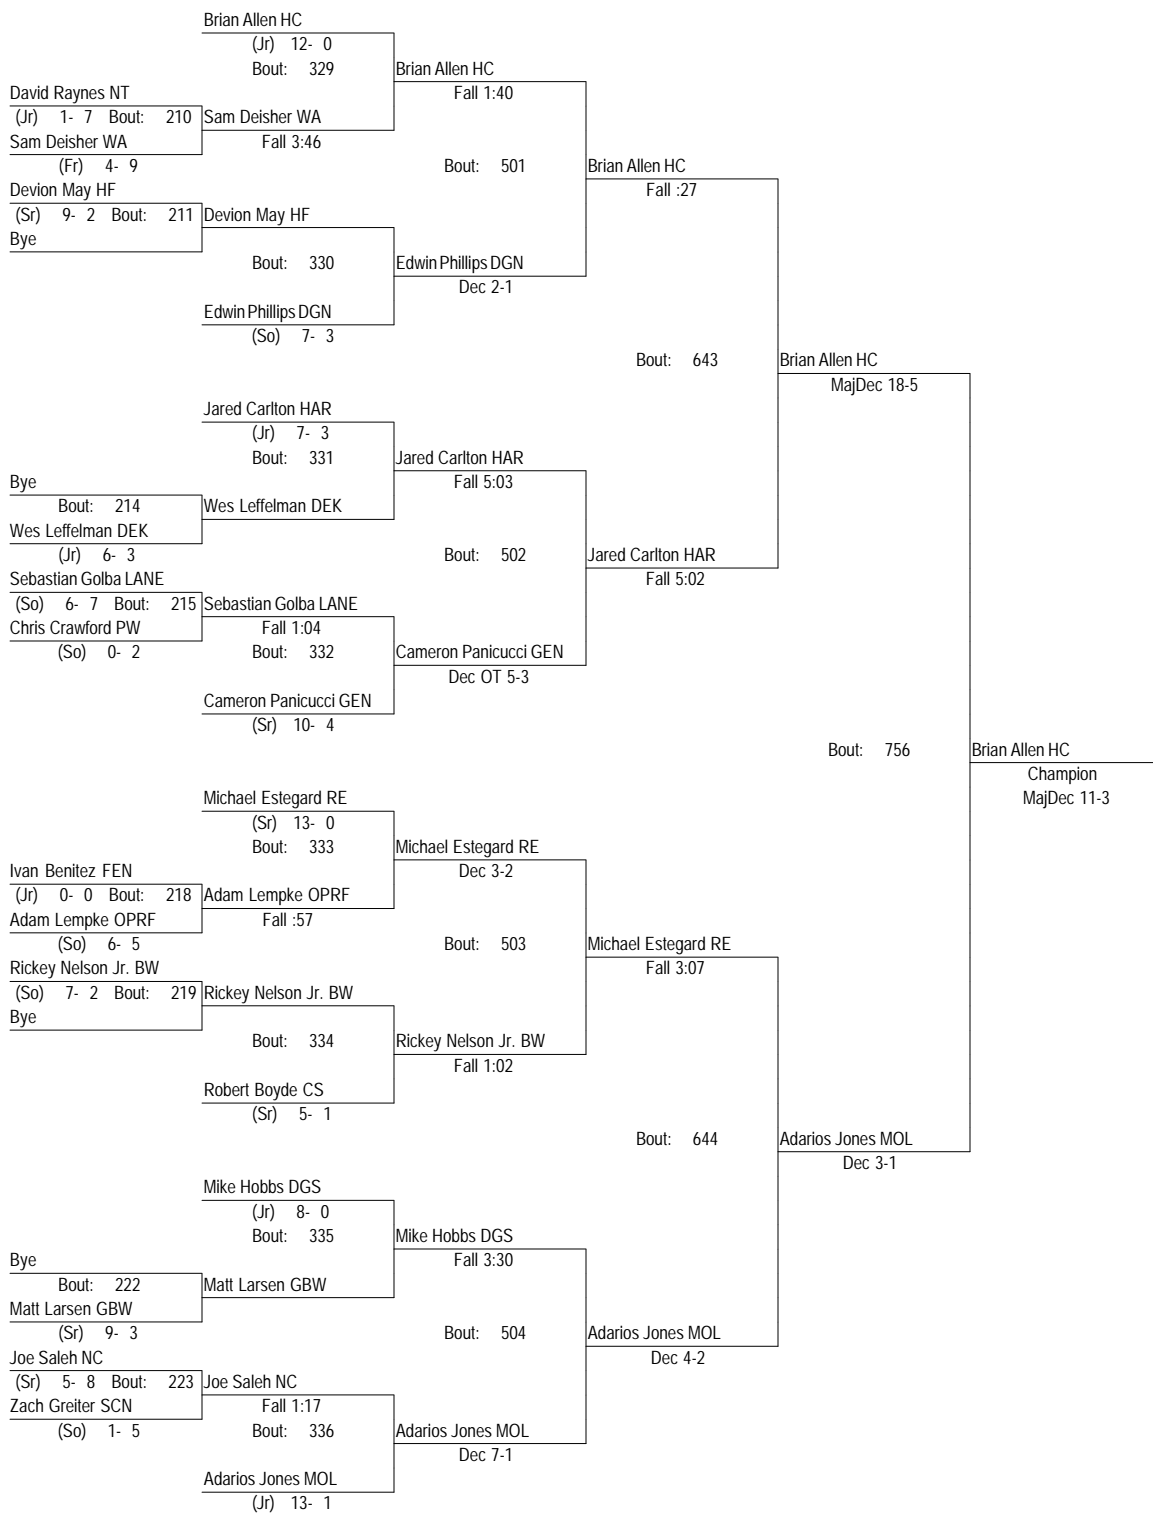 Brian Allen HC
(Jr) 12- 0
Bout: 329
Brian Allen HC
Fall 1:40
David Raynes NT
(Jr) 1- 7 Bout: 210
Sam Deisher WA
Sam Deisher WA
Fall 3:46
(Fr) 4- 9
Bout: 501
Brian Allen HC
Fall :27
Devion May HF
(Sr) 9- 2 Bout: 211
Devion May HF
Bye
Bout: 330
Edwin Phillips DGN
Dec 2-1
Edwin Phillips DGN
(So) 7- 3
Bout: 643
Brian Allen HC
MajDec 18-5
Jared Carlton HAR
(Jr) 7- 3
Bout: 331
Jared Carlton HAR
Fall 5:03
Bye
Bout: 214
Wes Leffelman DEK
Wes Leffelman DEK
(Jr) 6- 3
Bout: 502
Jared Carlton HAR
Fall 5:02
Sebastian Golba LANE
(So) 6- 7 Bout: 215
Sebastian Golba LANE
Chris Crawford PW
Fall 1:04
(So) 0- 2
Bout: 332
Cameron Panicucci GEN
Dec OT 5-3
Cameron Panicucci GEN
(Sr) 10- 4
Bout: 756
Brian Allen HC
Champion
MajDec 11-3
Michael Estegard RE
(Sr) 13- 0
Bout: 333
Michael Estegard RE
Dec 3-2
Ivan Benitez FEN
(Jr) 0- 0 Bout: 218
Adam Lempke OPRF
Adam Lempke OPRF
Fall :57
(So) 6- 5
Bout: 503
Michael Estegard RE
Fall 3:07
Rickey Nelson Jr. BW
(So) 7- 2 Bout: 219
Rickey Nelson Jr. BW
Bye
Bout: 334
Rickey Nelson Jr. BW
Fall 1:02
Robert Boyde CS
(Sr) 5- 1
Bout: 644
Adarios Jones MOL
Dec 3-1
Mike Hobbs DGS
(Jr) 8- 0
Bout: 335
Mike Hobbs DGS
Fall 3:30
Bye
Bout: 222
Matt Larsen GBW
Matt Larsen GBW
(Sr) 9- 3
Bout: 504
Adarios Jones MOL
Dec 4-2
Joe Saleh NC
(Sr) 5- 8 Bout: 223
Joe Saleh NC
Zach Greiter SCN
Fall 1:17
(So) 1- 5
Bout: 336
Adarios Jones MOL
Dec 7-1
Adarios Jones MOL
(Jr) 13- 1